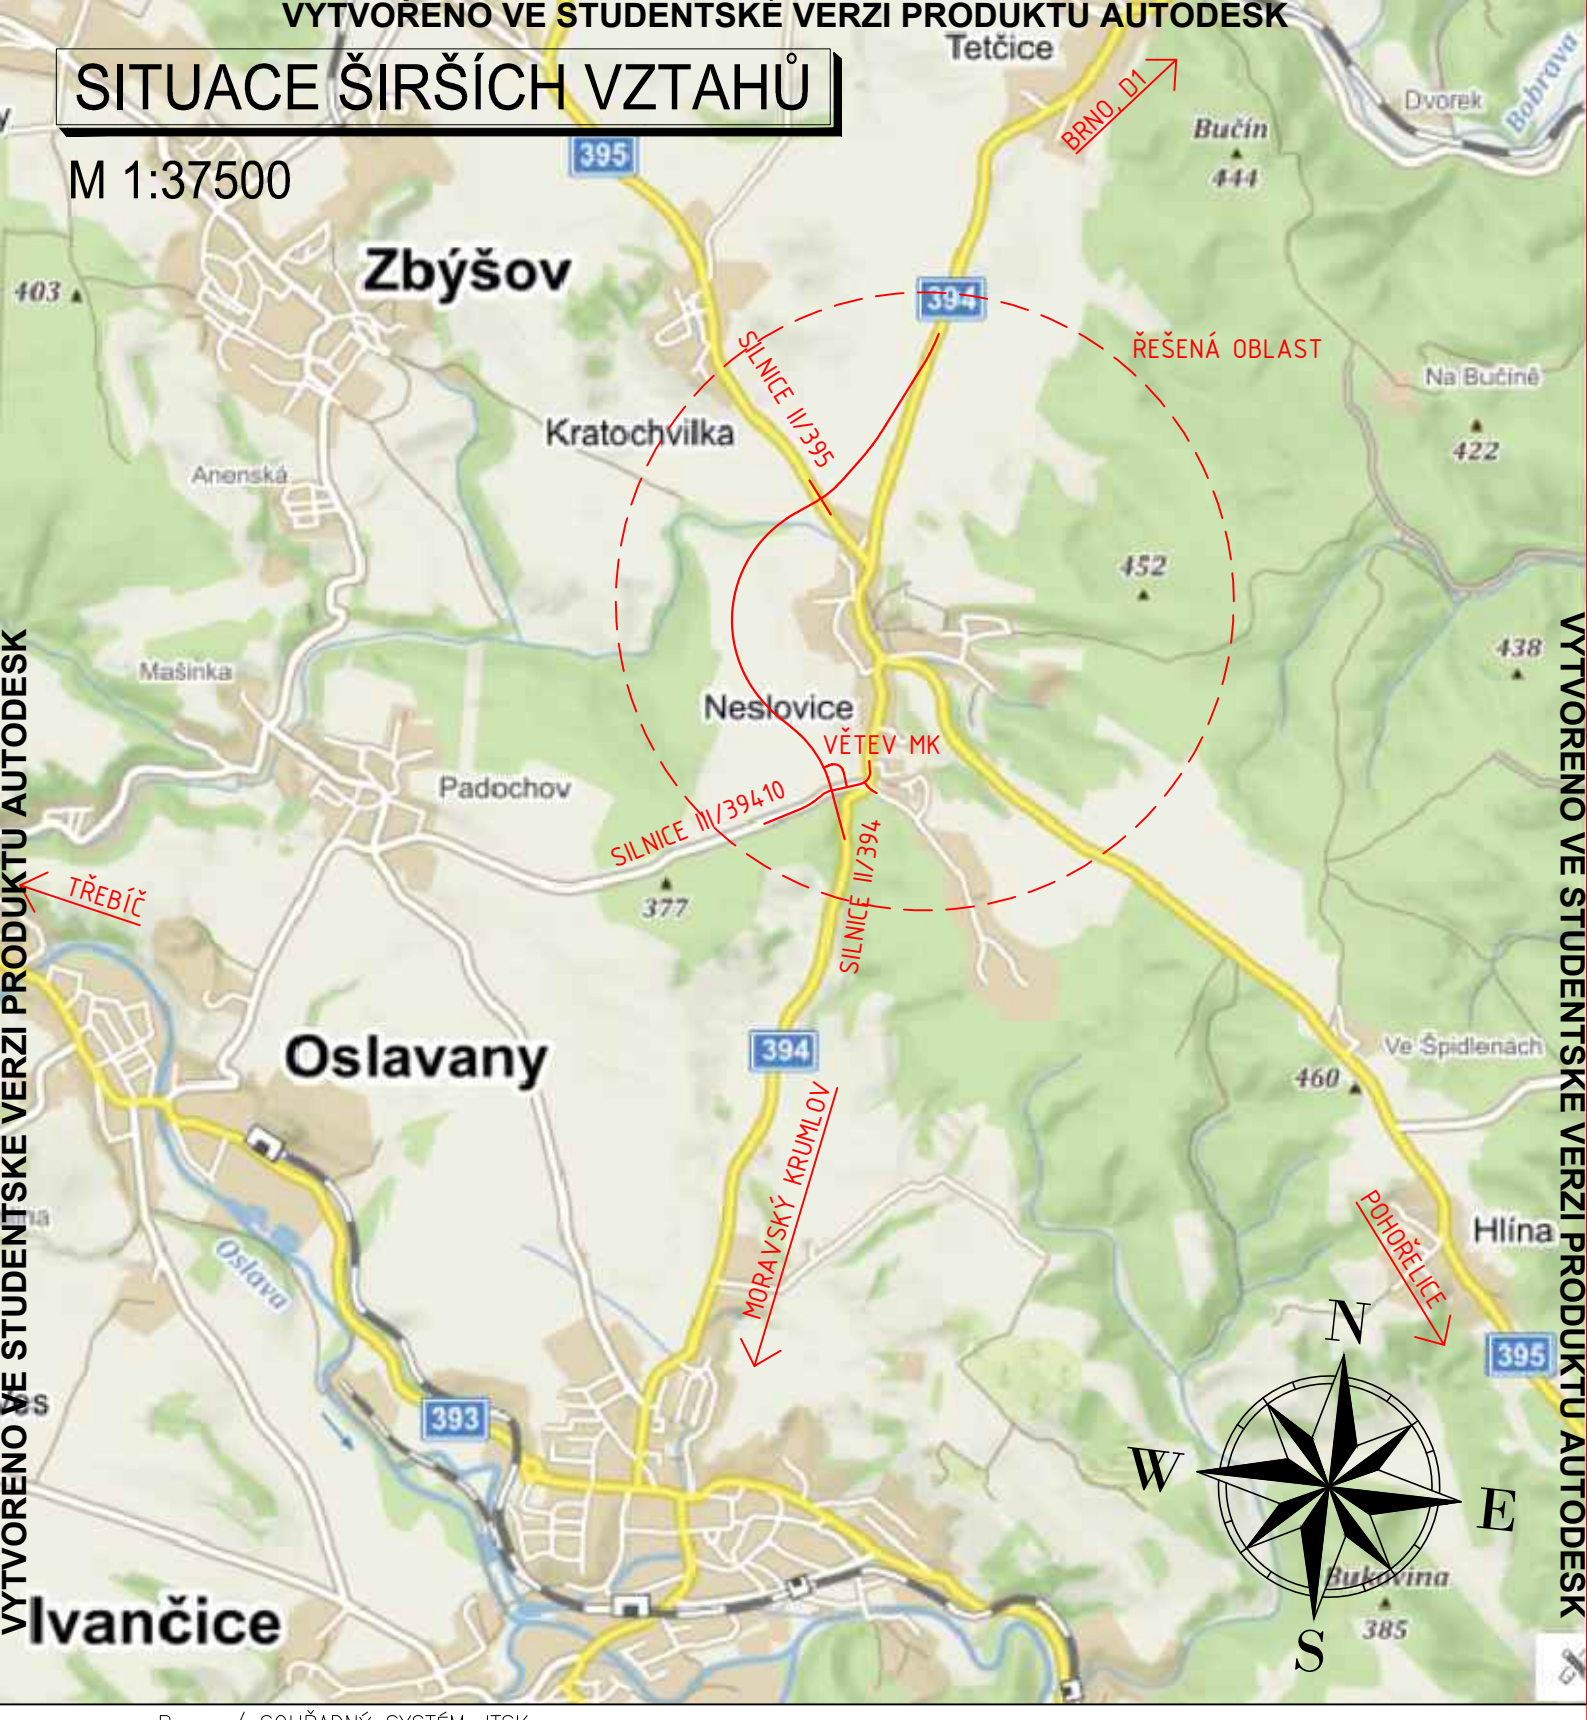 VYTVOŘENO VE STUDENTSKÉ VERZI PRODUKTU AUTODESK
SITUACE ŠIRŠÍCH VZTAHŮ
M 1:37500
Tetčice
BRNO, D1
Dvorek
Bobrava
Bučín
444
395
Zbýšov
403
394
ŘEŠENÁ OBLAST
SILNICE II/395
Na Bučině
422
Kratochvilka
Anenská
452
438
Mašinka
Neslovice
VĚTEV MK
Padochov
SILNICE III/39410
SILNICE II/394
377
TŘEBÍČ
Oslavany
394
Ve Špidlenách
460
MORAVSKÝ KRUMLOV
POHOŘELICE
Hlína
Oslava
395
393
N
W
E
S
Bukovina
385
Ivančice
VYTVOŘENO VE STUDENTSKÉ VERZI PRODUKTU AUTODESK
VYTVOŘENO VE STUDENTSKÉ VERZI PRODUKTU AUTODESK
SOUŘADNÝ SYSTÉM JTSK